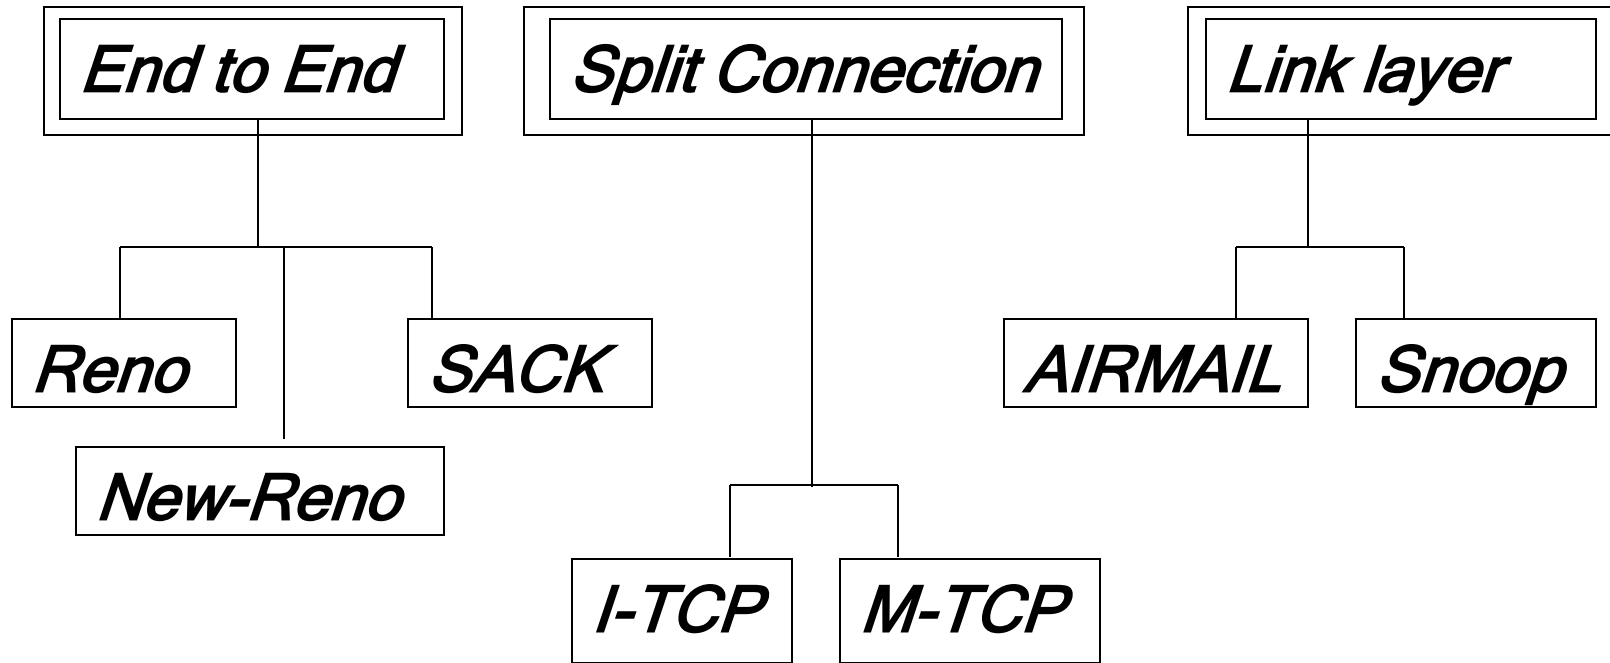 End to End
Split Connection
Link layer
Reno
SACK
AIRMAIL
Snoop
New-Reno
I-TCP
M-TCP